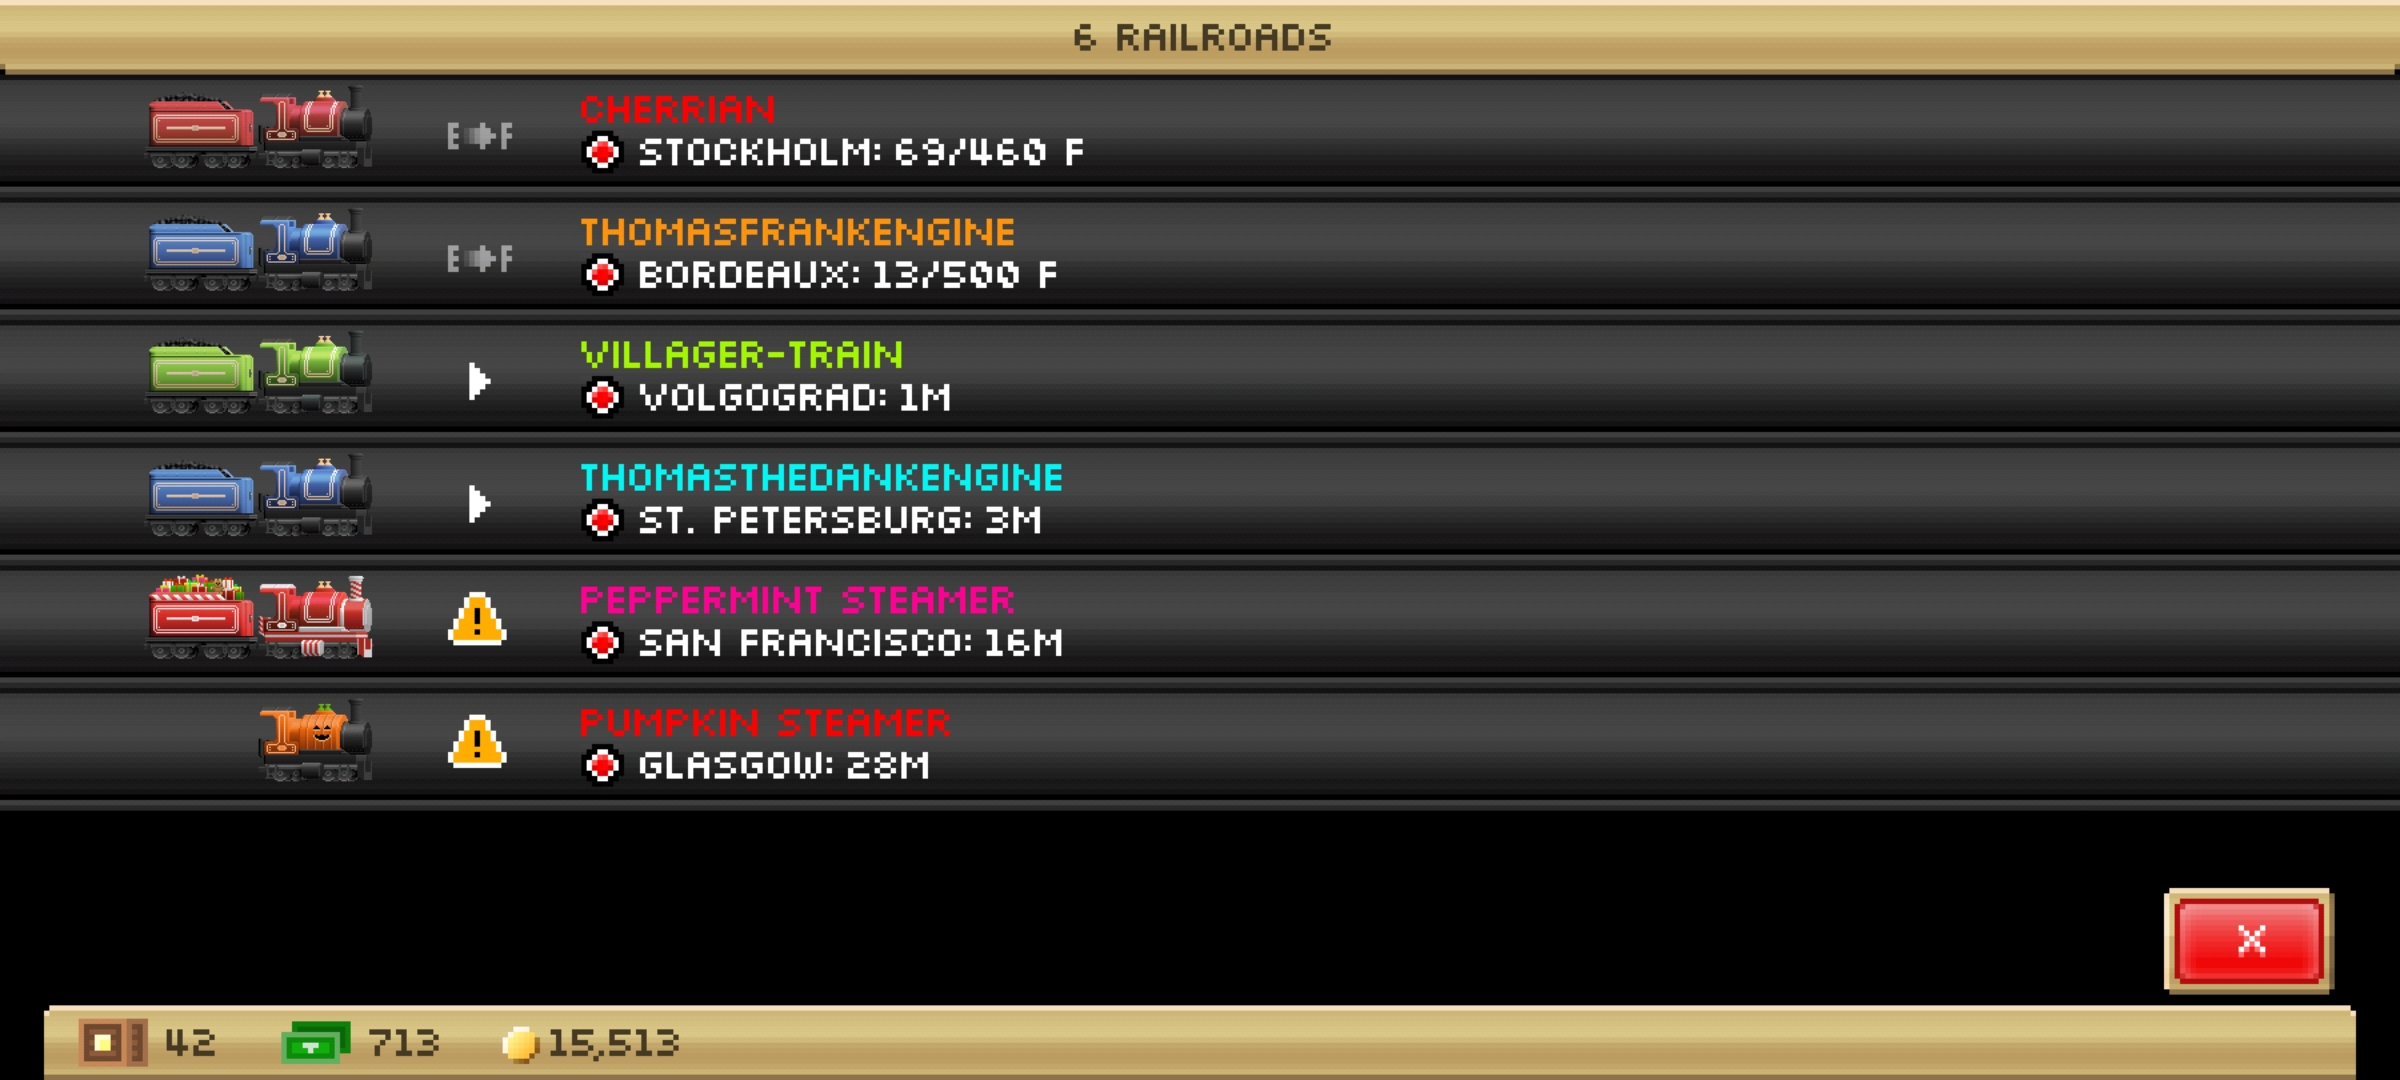 6 RAILROADS
CHERRIAN
E F
STOCKHOLM: 69/460 F
THOMASFRANKENGINE
E F
BORDEAUX: 13/500 F
VILLAGER-TRAIN
VOLGOGRAD: 1M
THOMASTHEDANKENGINE
ST. PETERSBURG: 3M
PEPPERMINT STEAMER
!
SAN FRANCISCO: 16M
PUMPKIN STEAMER
!
GLASGOW: 28M
X
42 713 15,513